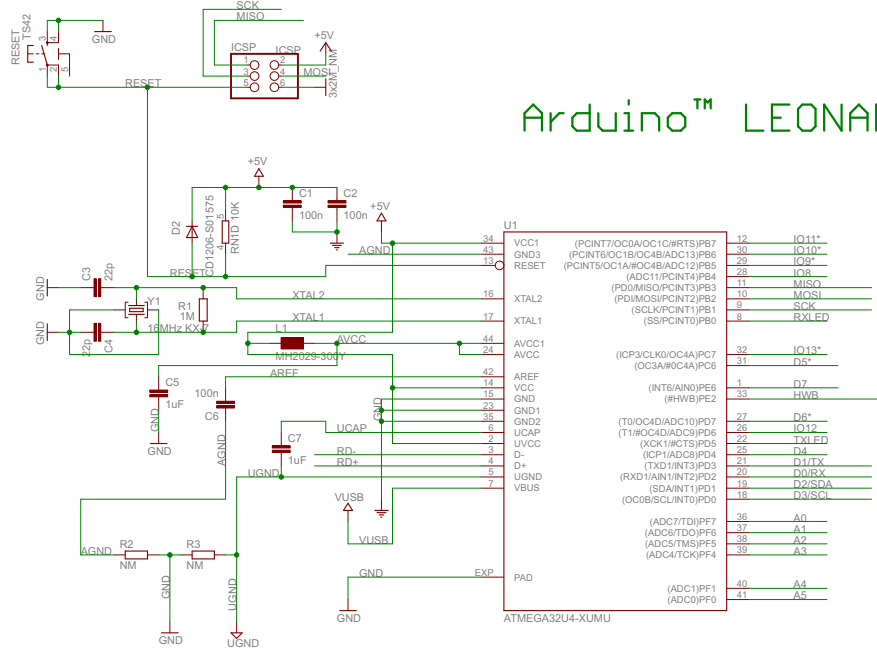 SCK
MISO
RESET
TS42
3 4
1 2 5
GND
ICSP ICSP
+5V
1 2
3 4 MOSI
5 6
3x2M_NM
RESET
Arduino™ LEONAR
+5V
D2
CD1206-S01575
5 4
RN1D 10K
C1
100n
C2
100n
+5V
AGND
RESET
GND
C3
22p
Y1
16MHz KX-7
R1
1M
XTAL2
XTAL1
GND
22p
C4
L1
MH2029-300Y
AVCC
AREF
C5
1uF
GND
GND
100n
C6
AGND
C7
1uF
UCAP
RD-
RD+
UGND
GND
VUSB
VUSB
AGND
R2
NM
R3
NM
GND
UGND
GND
UGND
GND
GND
U1
34 VCC1 (PCINT7/OC0A/OC1C/#RTS)PB7 12 IO11*
43 GND3 (PCINT6/OC1B/OC4B/ADC13)PB6 30 IO10*
13 RESET (PCINT5/OC1A/#OC4B/ADC12)PB5 29 IO9*
(ADC11/PCINT4)PB4 28 IO8
(PD0/MISO/PCINT3)PB3 11 MISO
16 XTAL2 (PDI/MOSI/PCINT2)PB2 10 MOSI
(SCLK/PCINT1)PB1 9 SCK
17 XTAL1 (SS/PCINT0)PB0 8 RXLED
44 AVCC1
24 AVCC (ICP3/CLK0/OC4A)PC7 32 IO13*
(OC3A/#0C4A)PC6 31 D5*
42 AREF
14 VCC (INT6/AIN0)PE6 1 D7
15 GND (#HWB)PE2 33 HWB
23 GND1
35 GND2 (T0/OC4D/ADC10)PD7 27 D6*
6 UCAP (T1/#OC4D/ADC9)PD6 26 IO12
2 UVCC (XCK1/#CTS)PD5 22 TXLED
3 D- (ICP1/ADC8)PD4 25 D4
4 D+ (TXD1/INT3)PD3 21 D1/TX
5 UGND (RXD1/AIN1/INT2)PD2 20 D0/RX
7 VBUS (SDA/INT1)PD1 19 D2/SDA
(OC0B/SCL/INT0)PD0 18 D3/SCL
(ADC7/TDI)PF7 36 A0
(ADC6/TDO)PF6 37 A1
(ADC5/TMS)PF5 38 A2
(ADC4/TCK)PF4 39 A3
EXP PAD
(ADC1)PF1 40 A4
(ADC0)PF0 41 A5
ATMEGA32U4-XUMU